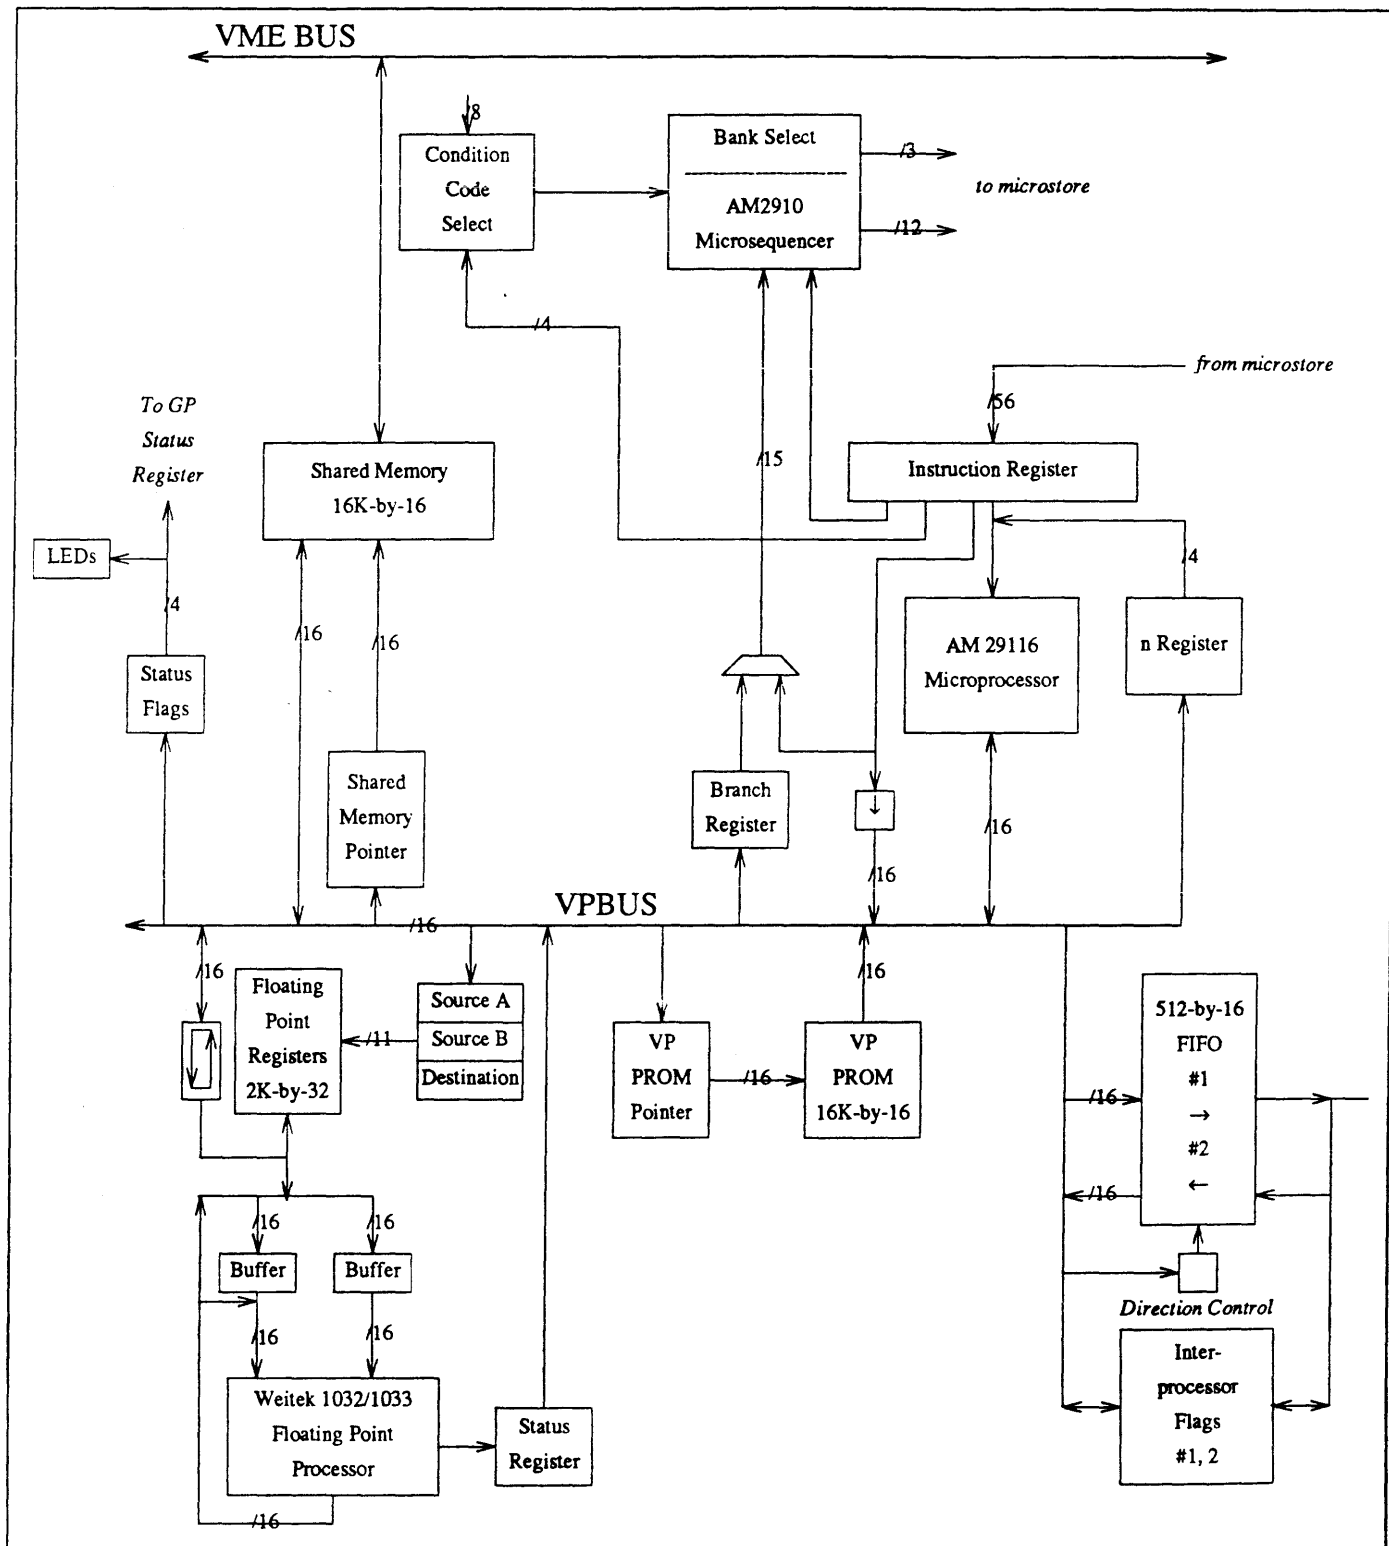 VME BUS
/8
Condition
Code
Select
Bank Select
AM2910
Microsequencer
/3
to microstore
/12
/4
from microstore
/56
To GP
Status
Register
Shared Memory
16K-by-16
/15
Instruction Register
LEDs
/4
/4
/16
/16
AM 29116
Microprocessor
n Register
Status
Flags
Shared
Memory
Pointer
Branch
Register
↓
/16
/16
VPBUS
/16
/16
Floating
Point
Registers
2K-by-32
/11
Source A
Source B
Destination
VP
PROM
Pointer
/16
/16
VP
PROM
16K-by-16
512-by-16
FIFO
#1
→
#2
←
/16
/16
/16
/16
Buffer
Buffer
Direction Control
/16
/16
Weitek 1032/1033
Floating Point
Processor
Status
Register
Inter-
processor
Flags
#1, 2
/16